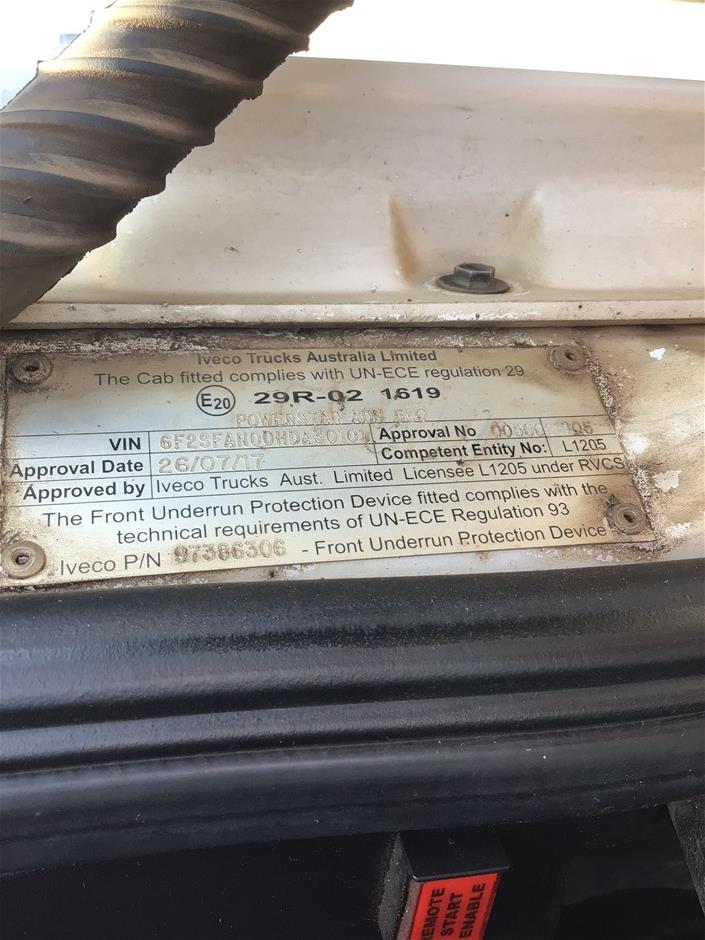 Iveco Trucks Australia Limited
The Cab fitted complies with UN-ECE regulation 29
E20 29R-02 1619
POWERSTAR
VIN Approval No
Approval Date 26/07/17 Competent Entity No: L1205
Approved by Iveco Trucks Aust. Limited Licensee L1205 under RVCS
The Front Underrun Protection Device fitted complies with the
technical requirements of UN-ECE Regulation 93
Iveco P/N 97386306 - Front Underrun Protection Device
REMOTE
START
ENABLE